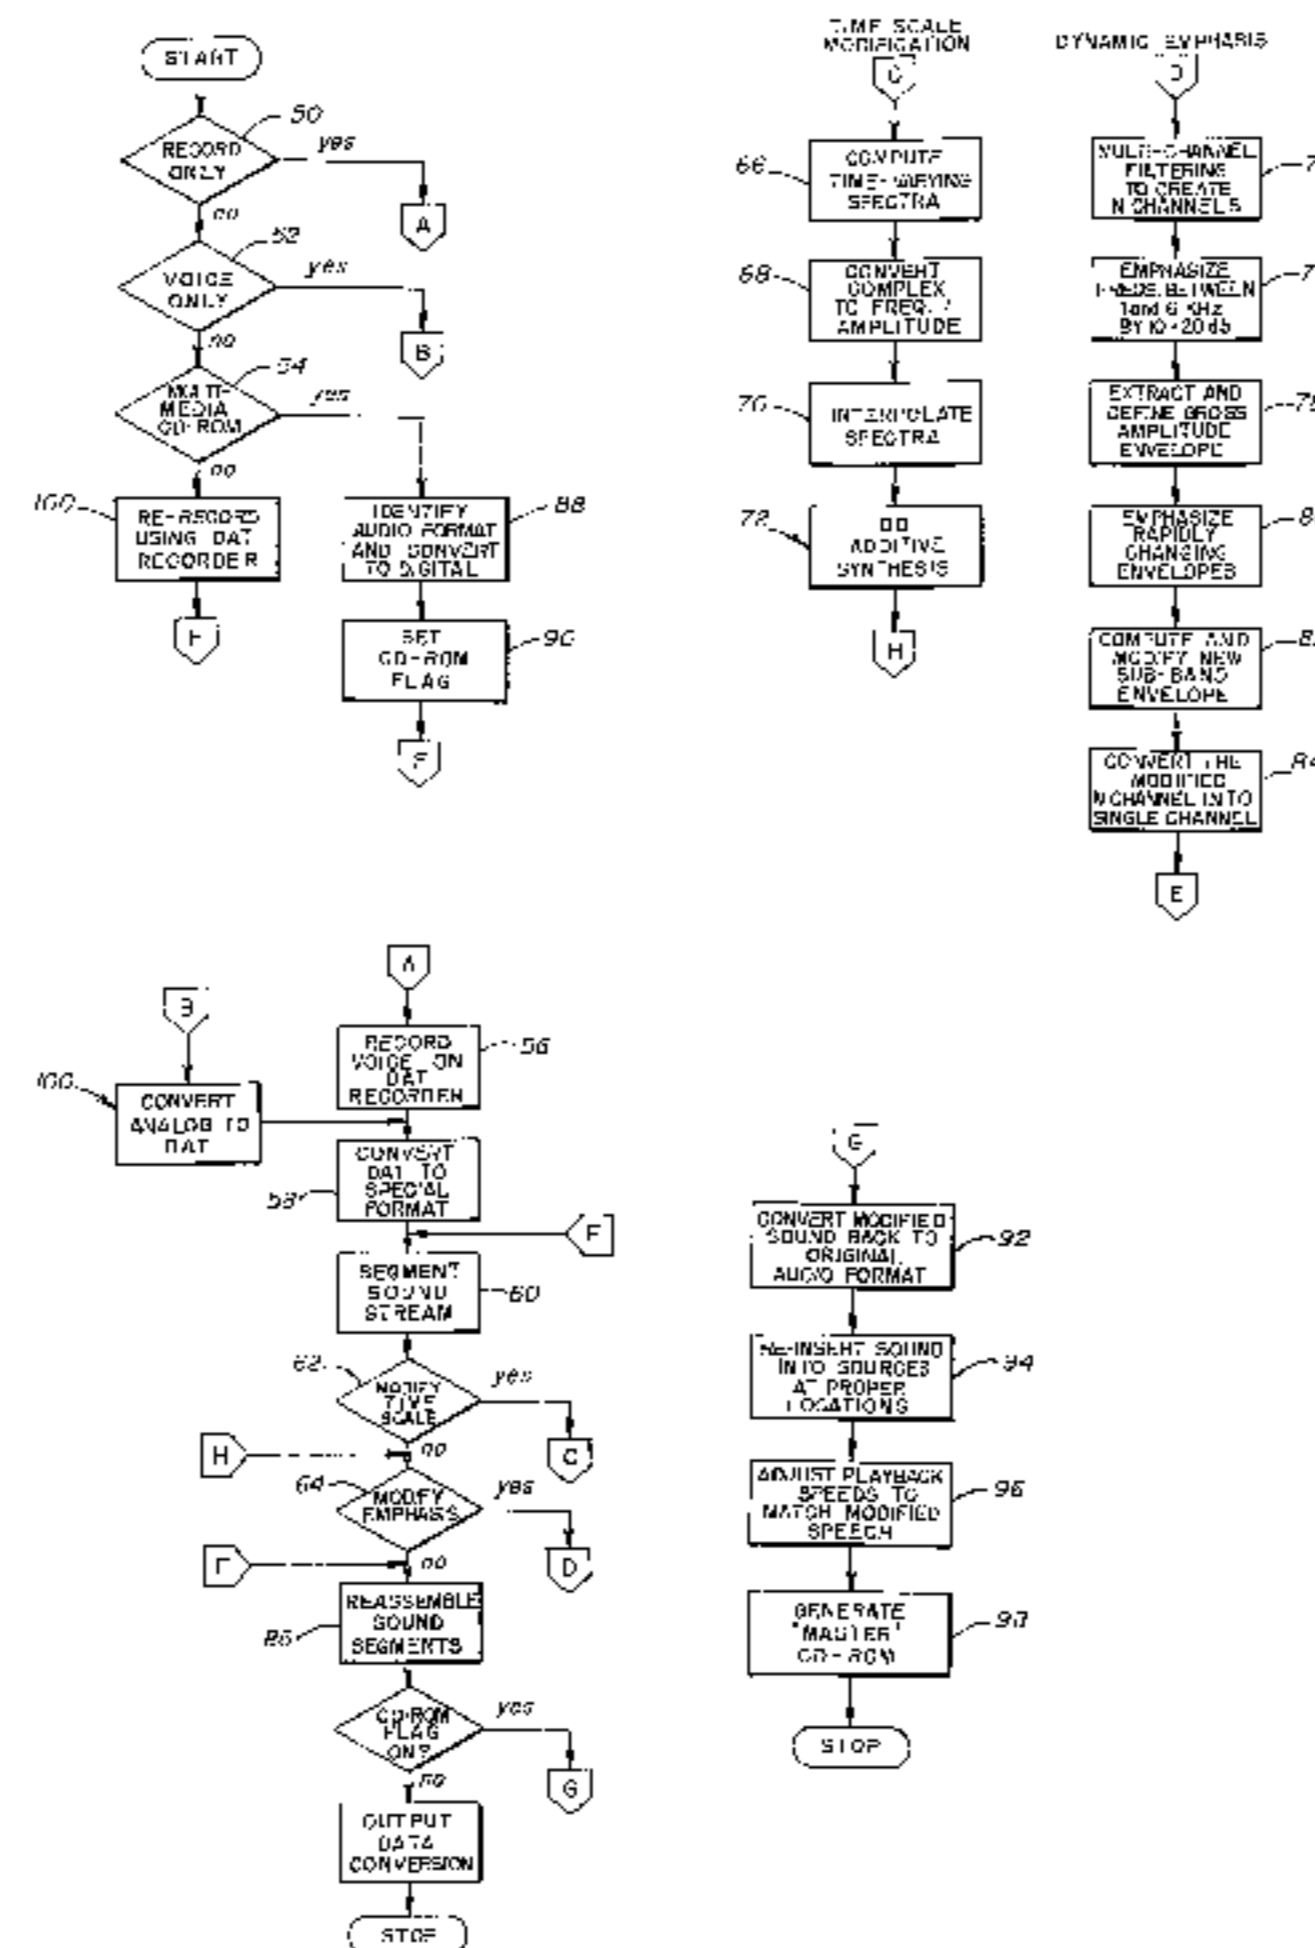 START
50
RECORD
ONLY
yes
A
no
52
VOICE
ONLY
yes
B
no
54
MULTI-
MEDIA
CD-ROM
yes
no
100
RE-RECORD
USING DAT
RECORDER
IDENTIFY
AUDIO FORMAT
AND CONVERT
TO DIGITAL
88
SET
CD-ROM
FLAG
90
F
TIME SCALE
MODIFICATION
C
66
COMPUTE
TIME-VARYING
SPECTRA
68
CONVERT
COMPLEX
TO FREQ. /
AMPLITUDE
70
INTERPOLATE
SPECTRA
72
DO
ADDITIVE
SYNTHESIS
H
DYNAMIC EMPHASIS
D
MULTI-CHANNEL
FILTERING
TO CREATE
N CHANNELS
EMPHASIZE
FREQS. BETWEEN
1 and 6 KHz
BY 10-20 db
EXTRACT AND
DEFINE GROSS
AMPLITUDE
ENVELOPE
EMPHASIZE
RAPIDLY
CHANGING
ENVELOPES
COMPUTE AND
MODIFY NEW
SUB-BAND
ENVELOPE
CONVERT THE
MODIFIED
N CHANNEL INTO
SINGLE CHANNEL
84
E
A
B
RECORD
VOICE ON
DAT
RECORDER
56
100
CONVERT
ANALOG TO
DAT
CONVERT
DAT TO
SPECIAL
FORMAT
58
SEGMENT
SOUND
STREAM
60
62
MODIFY
TIME
SCALE
yes
C
no
H
64
MODIFY
EMPHASIS
yes
D
no
REASSEMBLE
SOUND
SEGMENTS
CD-ROM
FLAG
ON?
yes
G
no
OUTPUT
DATA
CONVERSION
STOP
G
CONVERT MODIFIED
SOUND BACK TO
ORIGINAL
AUDIO FORMAT
92
RE-INSERT SOUND
INTO SOURCES
AT PROPER
LOCATIONS
94
ADJUST PLAYBACK
SPEEDS TO
MATCH MODIFIED
SPEECH
96
GENERATE
"MASTER"
CD-ROM
98
STOP